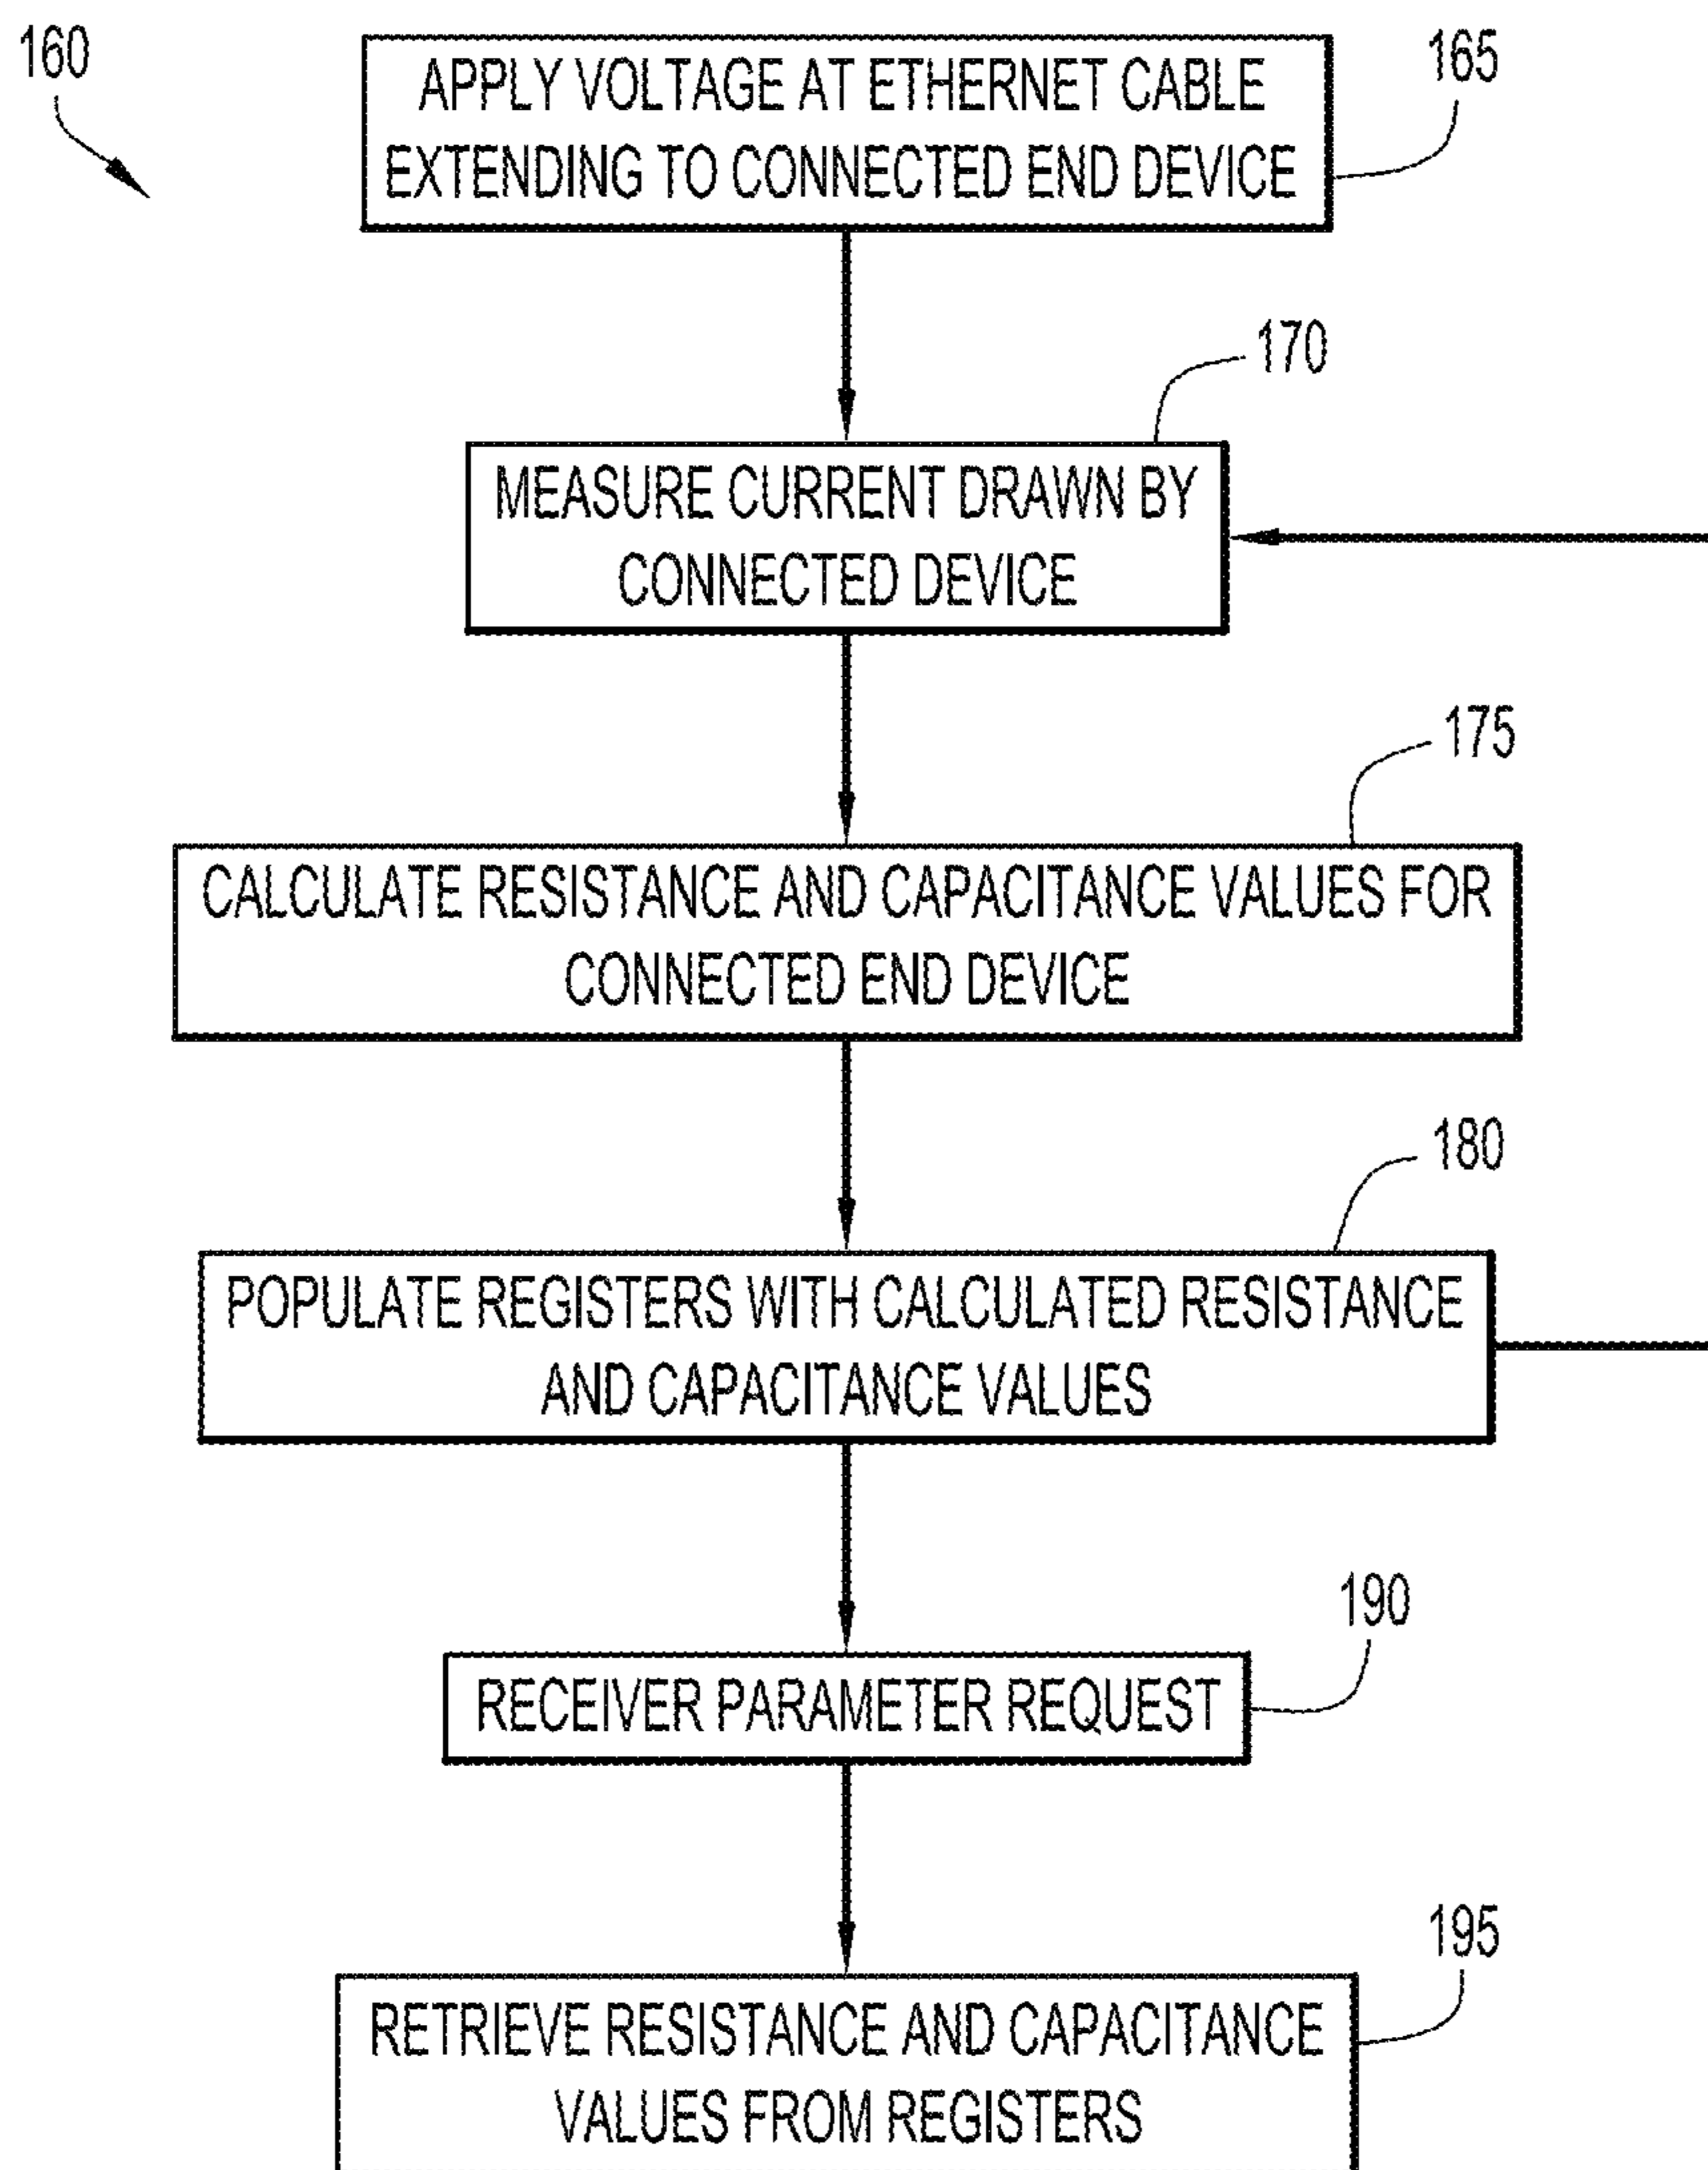 160
APPLY VOLTAGE AT ETHERNET CABLE
EXTENDING TO CONNECTED END DEVICE
165
170
MEASURE CURRENT DRAWN BY
CONNECTED DEVICE
175
CALCULATE RESISTANCE AND CAPACITANCE VALUES FOR
CONNECTED END DEVICE
180
POPULATE REGISTERS WITH CALCULATED RESISTANCE
AND CAPACITANCE VALUES
190
RECEIVER PARAMETER REQUEST
195
RETRIEVE RESISTANCE AND CAPACITANCE
VALUES FROM REGISTERS